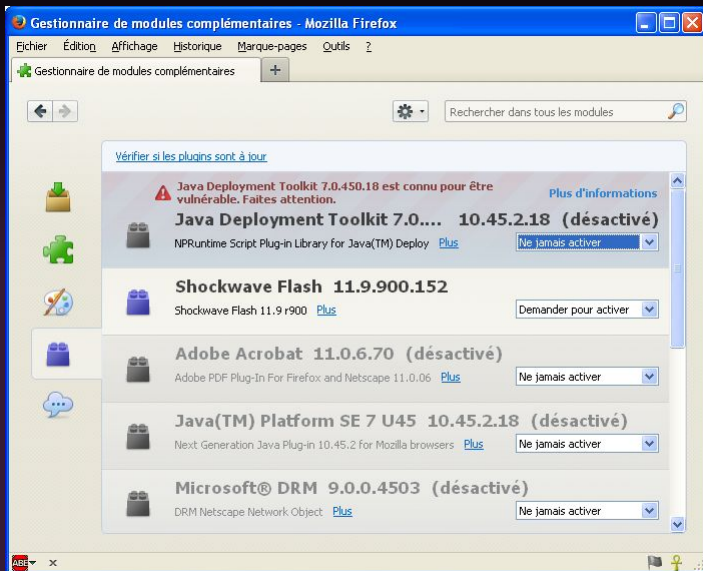 Gestionnaire de modules complémentaires - Mozilla Firefox
Fichier Édition Affichage Historique Marque-pages Outils ?
Gestionnaire de modules complémentaires +
Rechercher dans tous les modules
Vérifier si les plugins sont à jour
Java Deployment Toolkit 7.0.450.18 est connu pour être
vulnérable. Faites attention.
Plus d'informations
Java Deployment Toolkit 7.0.... 10.45.2.18 (désactivé)
NPRuntime Script Plug-in Library for Java(TM) Deploy Plus Ne jamais activer
Shockwave Flash 11.9.900.152
Shockwave Flash 11.9 r900 Plus Demander pour activer
Adobe Acrobat 11.0.6.70 (désactivé)
Adobe PDF Plug-In For Firefox and Netscape 11.0.06 Plus Ne jamais activer
Java(TM) Platform SE 7 U45 10.45.2.18 (désactivé)
Next Generation Java Plug-in 10.45.2 for Mozilla browsers Plus Ne jamais activer
Microsoft® DRM 9.0.0.4503 (désactivé)
DRM Netscape Network Object Plus Ne jamais activer
ABE x